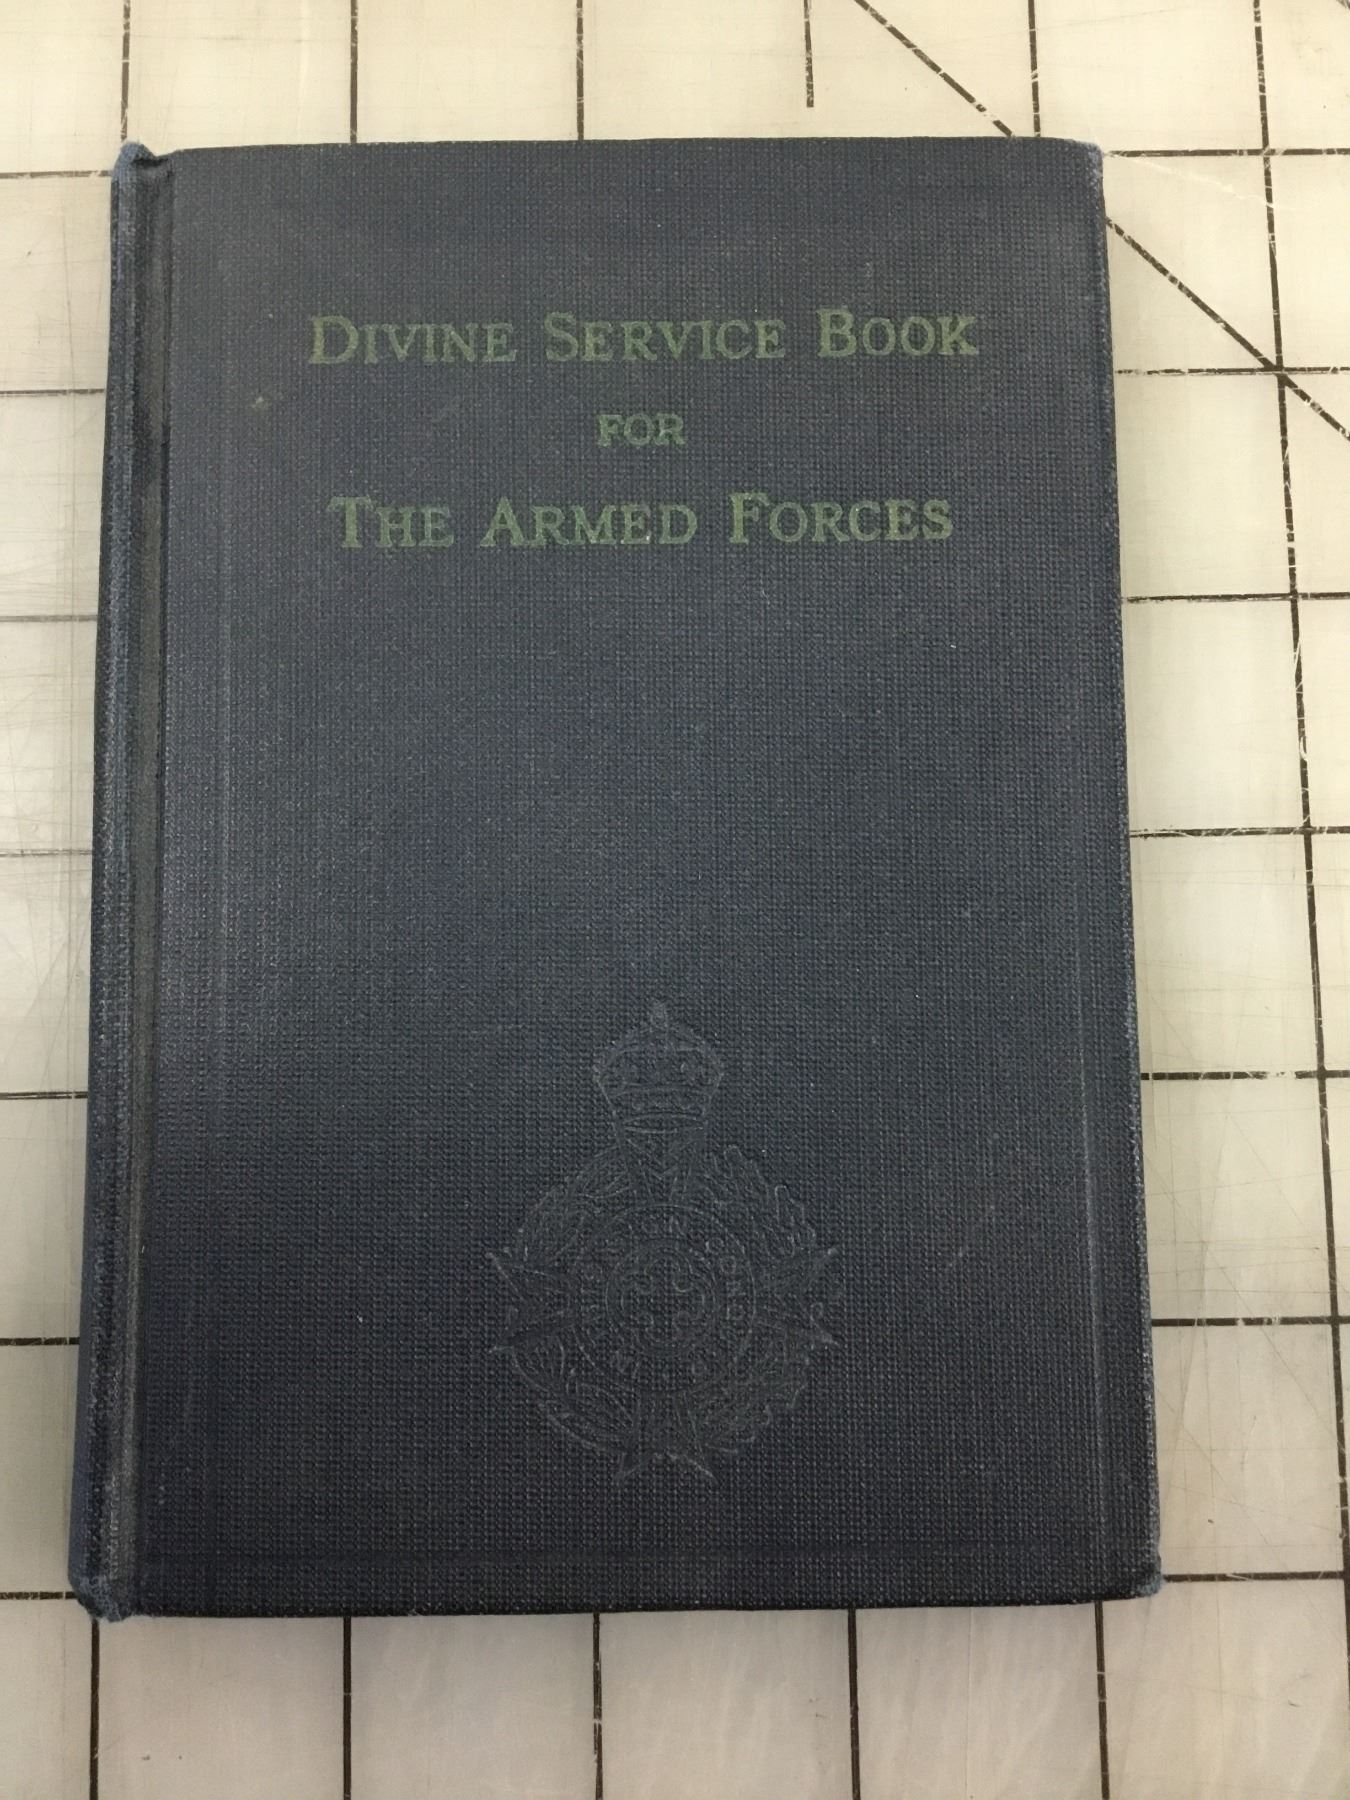 DIVINE SERVICE BOOK
FOR
THE ARMED FORCES